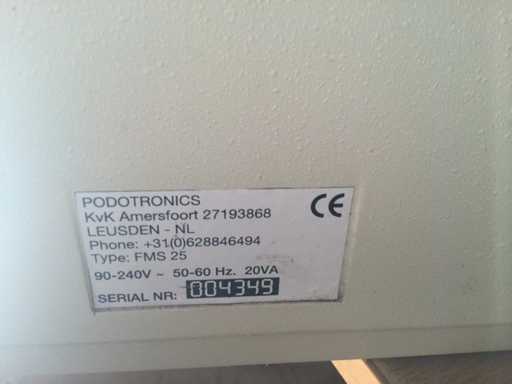 PODOTRONICS
KvK Amersfoort 27193868
LEUSDEN - NL
Phone: +31(0)628846494
Type: FMS 25
90-240V ~ 50-60 Hz. 20VA
SERIAL NR: 004349
CE